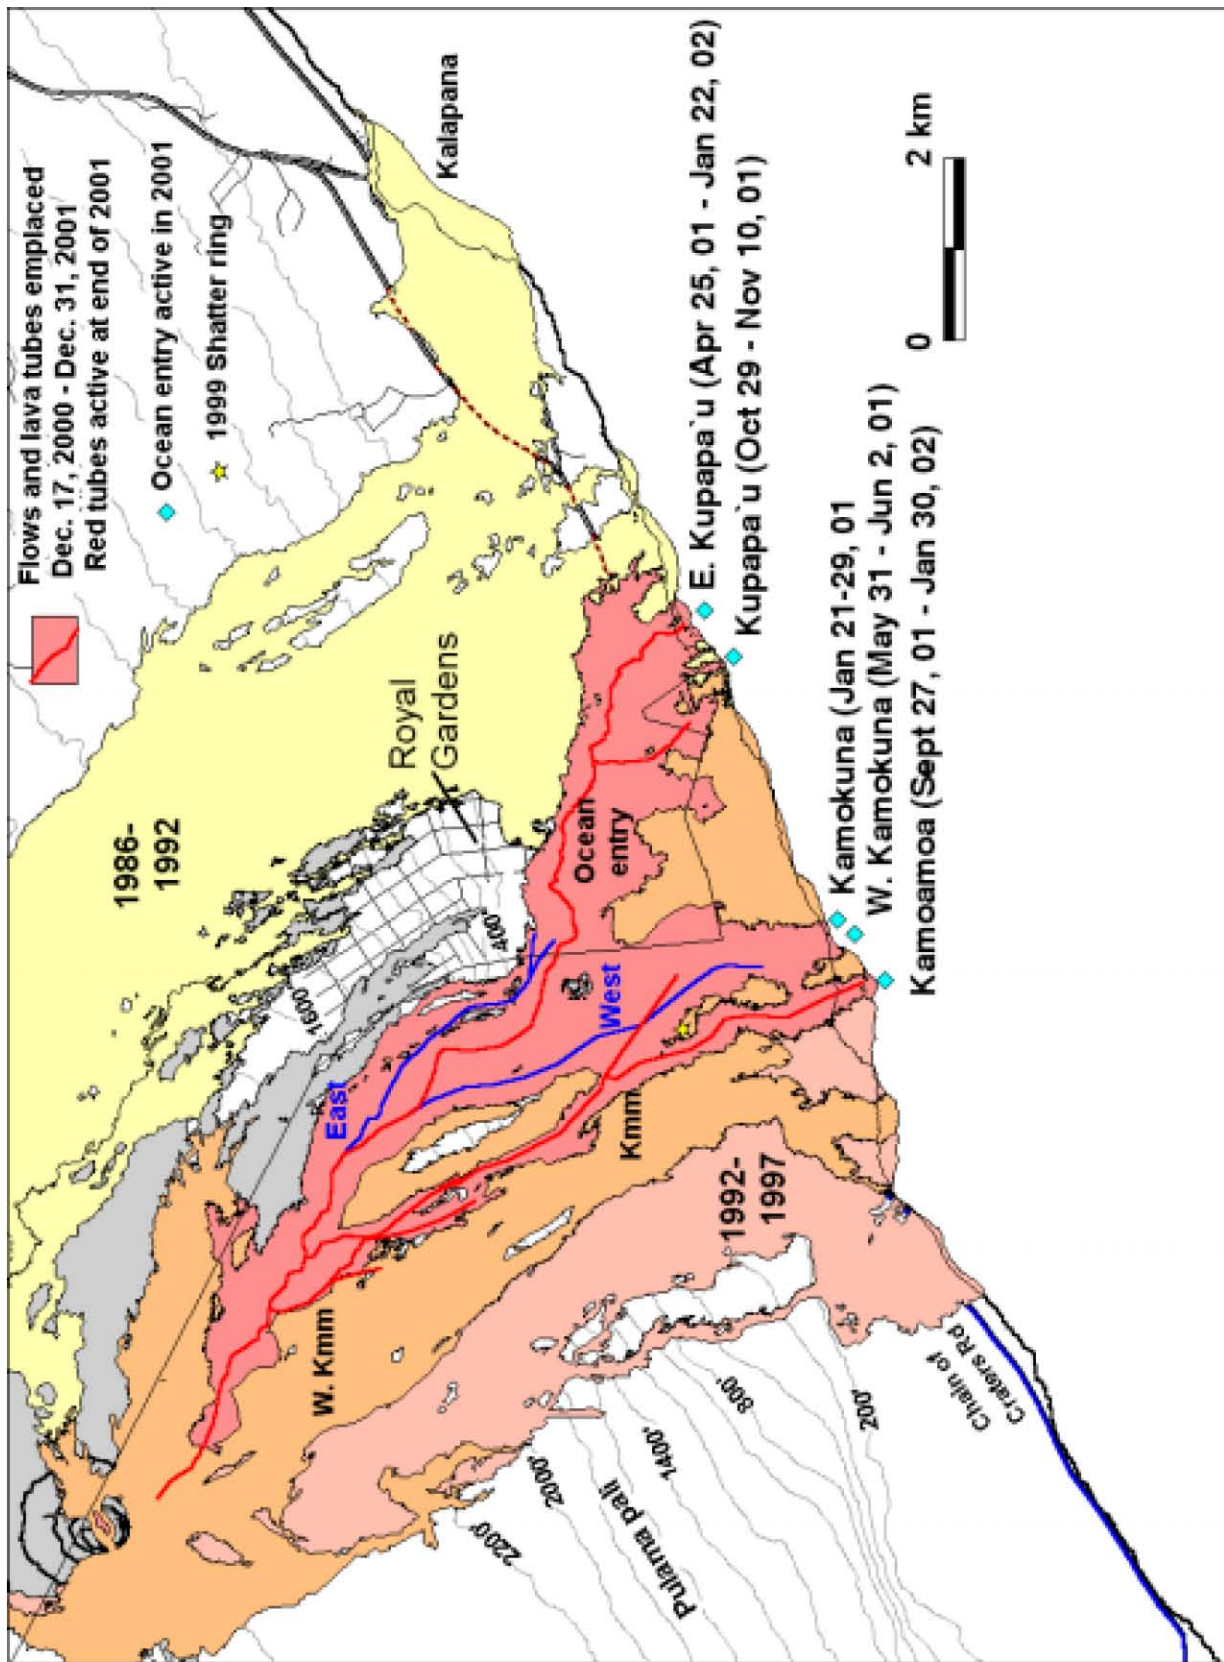 Flows and lava tubes emplaced
Dec. 17, 2000 - Dec. 31, 2001
Red tubes active at end of 2001
Ocean entry active in 2001
1999 Shatter ring
Kalapana
1986-
1992
Royal
Gardens
1600'
400'
East
West
Ocean
entry
Kmm
W. Kmm
1992-
1997
E. Kupapa`u (Apr 25, 01 - Jan 22, 02)
Kupapa`u (Oct 29 - Nov 10, 01)
Kamokuna (Jan 21-29, 01
W. Kamokuna (May 31 - Jun 2, 01)
Kamoamoa (Sept 27, 01 - Jan 30, 02)
0 2 km
2200'
2000'
Pulama pali
1400'
800'
200'
Chain of
Craters Rd